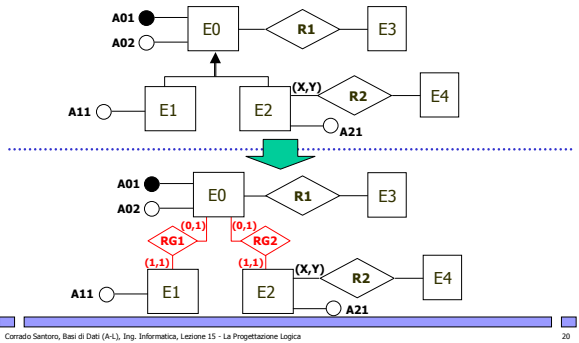 A01
E0
R1
E3
A02
(X,Y)
A11
E1
E2
R2
E4
A21
A01
E0
R1
E3
A02
(0,1)
(0,1)
RG1
RG2
(1,1)
(1,1)
(X,Y)
A11
E1
E2
R2
E4
A21
Corrado Santoro, Basi di Dati (A-L), Ing. Informatica, Lezione 15 - La Progettazione Logica
20